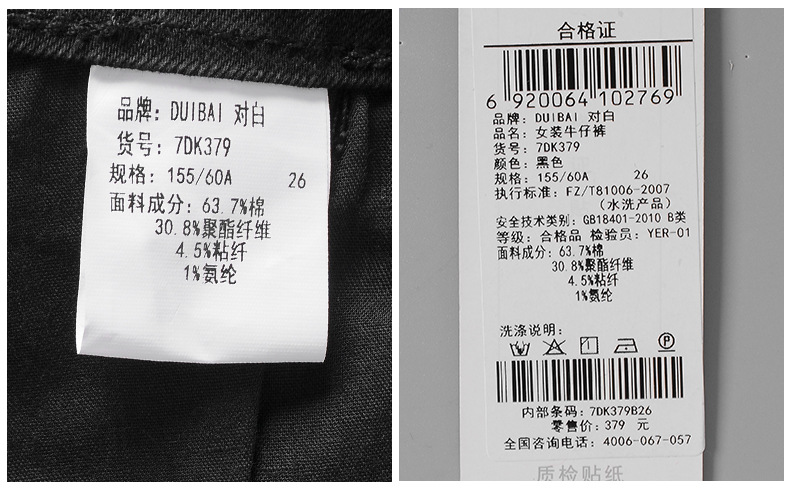 品牌: DUIBAI 对白
货号: 7DK379
规格: 155/60A 26
面料成分: 63.7%棉
30.8%聚酯纤维
4.5%粘纤
1%氨纶
合格证
6 920064 102769
品牌: DUIBAI 对白
品名: 女装牛仔裤
货号: 7DK379
颜色: 黑色
规格: 155/60A 26
执行标准: FZ/T81006-2007
(水洗产品)
安全技术类别: GB18401-2010 B类
等级: 合格品 检验员: YER-01
面料成分: 63.7%棉
30.8%聚酯纤维
4.5%粘纤
1%氨纶
洗涤说明:
P
内部条码: 7DK379B26
零售价: 379 元
全国咨询电话: 4006-067-057
质检贴纸